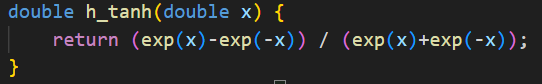 double h_tanh(double x) {
    return (exp(x)-exp(-x)) / (exp(x)+exp(-x));
}